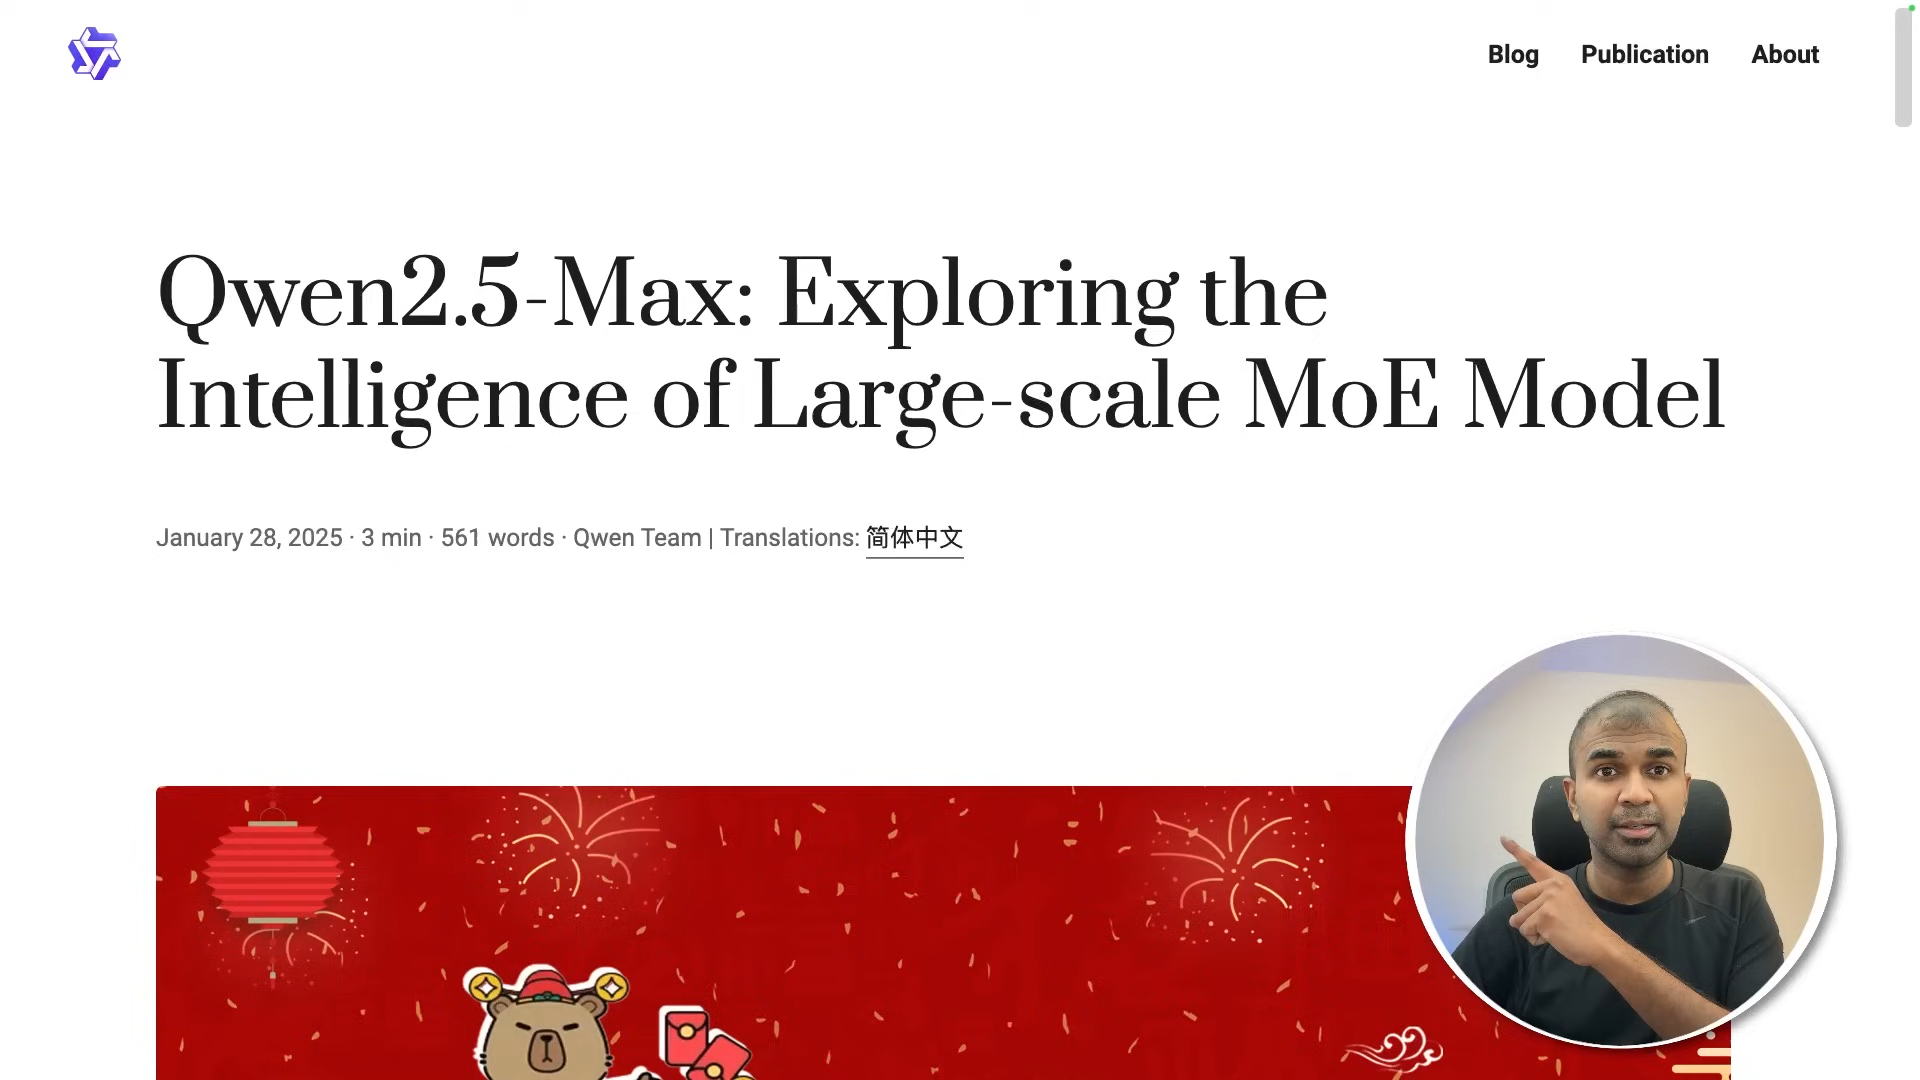 Blog Publication About
Qwen2.5-Max: Exploring the
Intelligence of Large-scale MoE Model
January 28, 2025 · 3 min · 561 words · Qwen Team | Translations: 简体中文